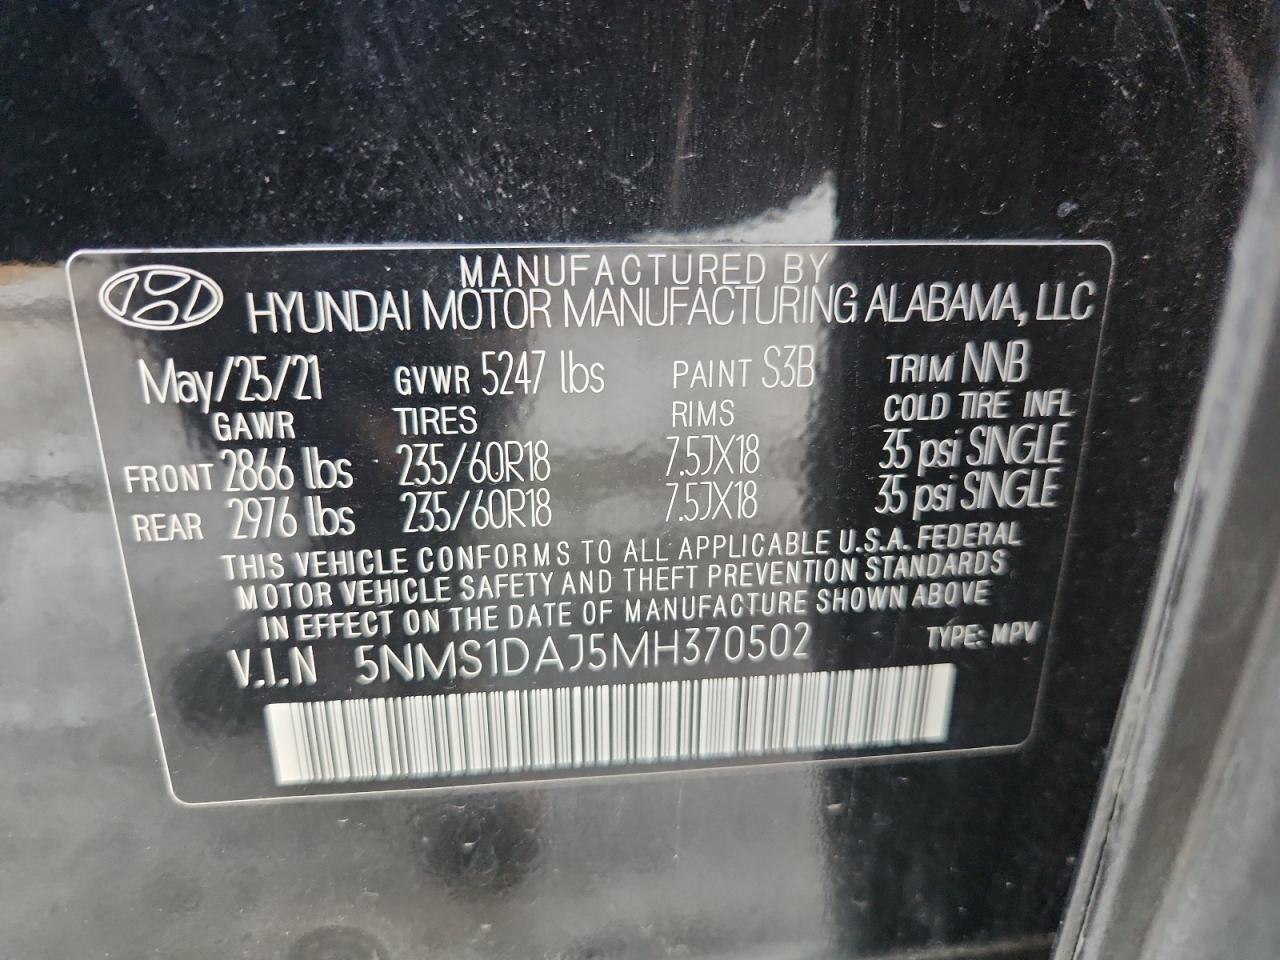 MANUFACTURED BY
HYUNDAI MOTOR MANUFACTURING ALABAMA, LLC
May/25/21 GVWR 5247 lbs PAINT S3B TRIM NNB
GAWR TIRES RIMS COLD TIRE INFL
FRONT 2866 lbs 235/60R18 7.5JX18 35 psi SINGLE
REAR 2976 lbs 235/60R18 7.5JX18 35 psi SINGLE
THIS VEHICLE CONFORMS TO ALL APPLICABLE U.S.A. FEDERAL
MOTOR VEHICLE SAFETY AND THEFT PREVENTION STANDARDS
IN EFFECT ON THE DATE OF MANUFACTURE SHOWN ABOVE
V.I.N 5NMS1DAJ5MH370502 TYPE: MPV